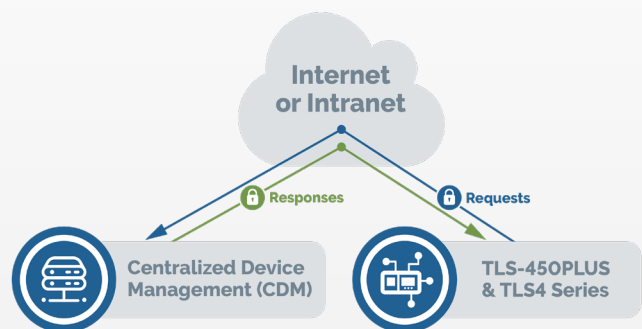 Internet
or Intranet
Responses
Requests
Centralized Device
Management (CDM)
TLS-450PLUS
& TLS4 Series